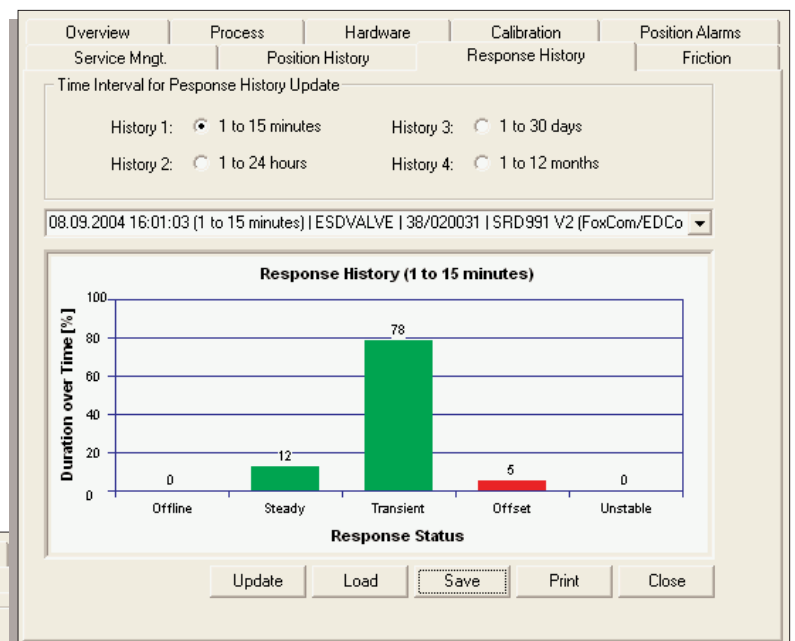 Overview Process Hardware Calibration Position Alarms
Service Mngt. Position History Response History Friction
Time Interval for Pesponse History Update
History 1: 1 to 15 minutes History 3: 1 to 30 days
History 2: 1 to 24 hours History 4: 1 to 12 months
08.09.2004 16:01:03 (1 to 15 minutes) | ESDVALVE | 38/020031 | SRD991 V2 (FoxCom/EDCo
Response History (1 to 15 minutes)
Duration over Time [%]
100
80
60
40
20
0
0 12 78 5 0
Offline Steady Transient Offset Unstable
Response Status
Update Load Save Print Close